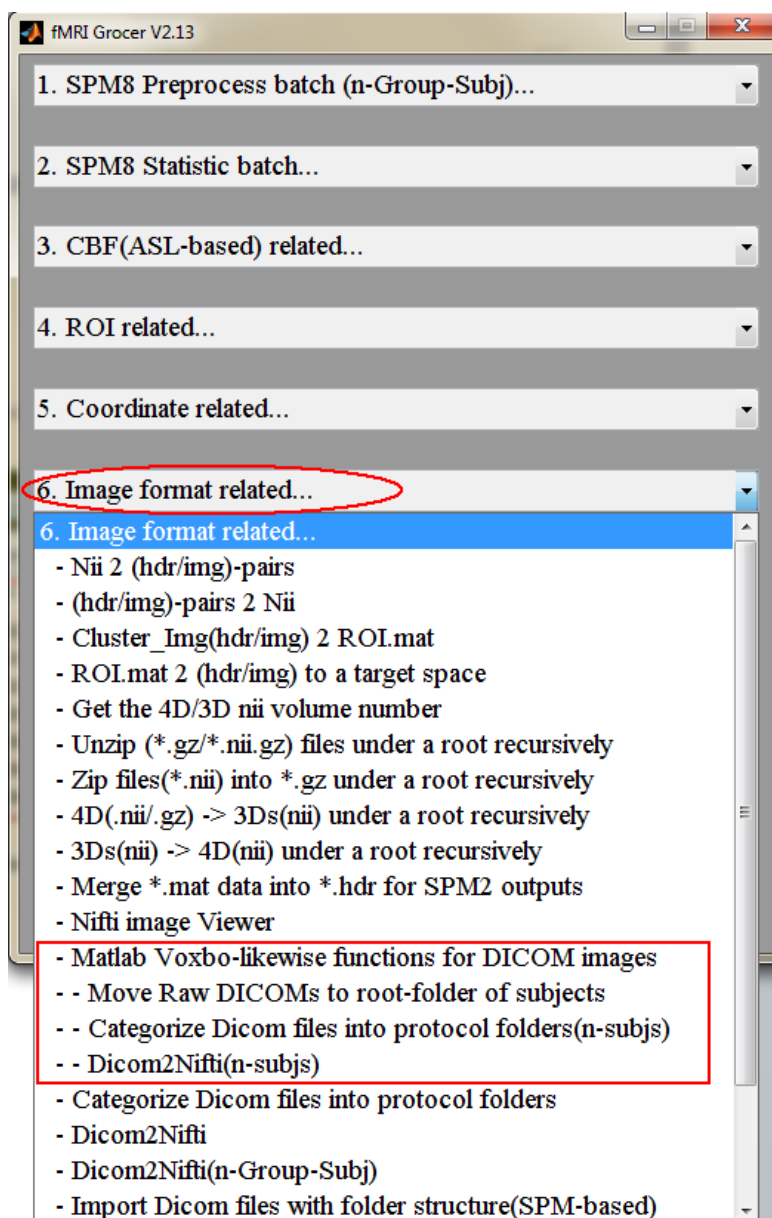 fMRI Grocer V2.13
1. SPM8 Preprocess batch (n-Group-Subj)...
2. SPM8 Statistic batch...
3. CBF(ASL-based) related...
4. ROI related...
5. Coordinate related...
6. Image format related...
6. Image format related...
- Nii 2 (hdr/img)-pairs
- (hdr/img)-pairs 2 Nii
- Cluster_Img(hdr/img) 2 ROI.mat
- ROI.mat 2 (hdr/img) to a target space
- Get the 4D/3D nii volume number
- Unzip (*.gz/*.nii.gz) files under a root recursively
- Zip files(*.nii) into *.gz under a root recursively
- 4D(.nii/.gz) -> 3Ds(nii) under a root recursively
- 3Ds(nii) -> 4D(nii) under a root recursively
- Merge *.mat data into *.hdr for SPM2 outputs
- Nifti image Viewer
- Matlab Voxbo-likewise functions for DICOM images
- - Move Raw DICOMs to root-folder of subjects
- - Categorize Dicom files into protocol folders(n-subjs)
- - Dicom2Nifti(n-subjs)
- Categorize Dicom files into protocol folders
- Dicom2Nifti
- Dicom2Nifti(n-Group-Subj)
- Import Dicom files with folder structure(SPM-based)